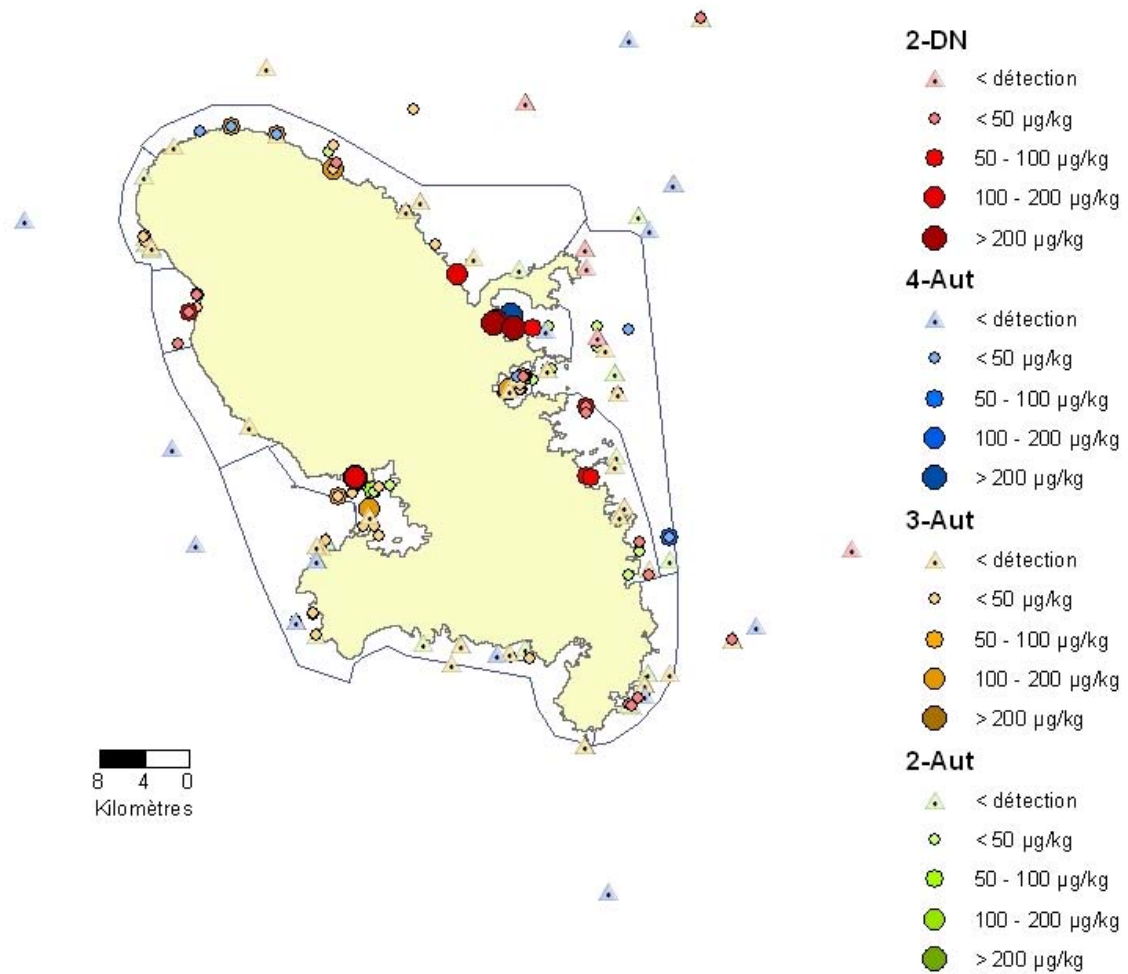 2-DN
< détection
< 50 µg/kg
50 - 100 µg/kg
100 - 200 µg/kg
> 200 µg/kg
4-Aut
< détection
< 50 µg/kg
50 - 100 µg/kg
100 - 200 µg/kg
> 200 µg/kg
3-Aut
< détection
< 50 µg/kg
50 - 100 µg/kg
100 - 200 µg/kg
> 200 µg/kg
2-Aut
< détection
< 50 µg/kg
50 - 100 µg/kg
100 - 200 µg/kg
> 200 µg/kg
8 4 0
Kilomètres